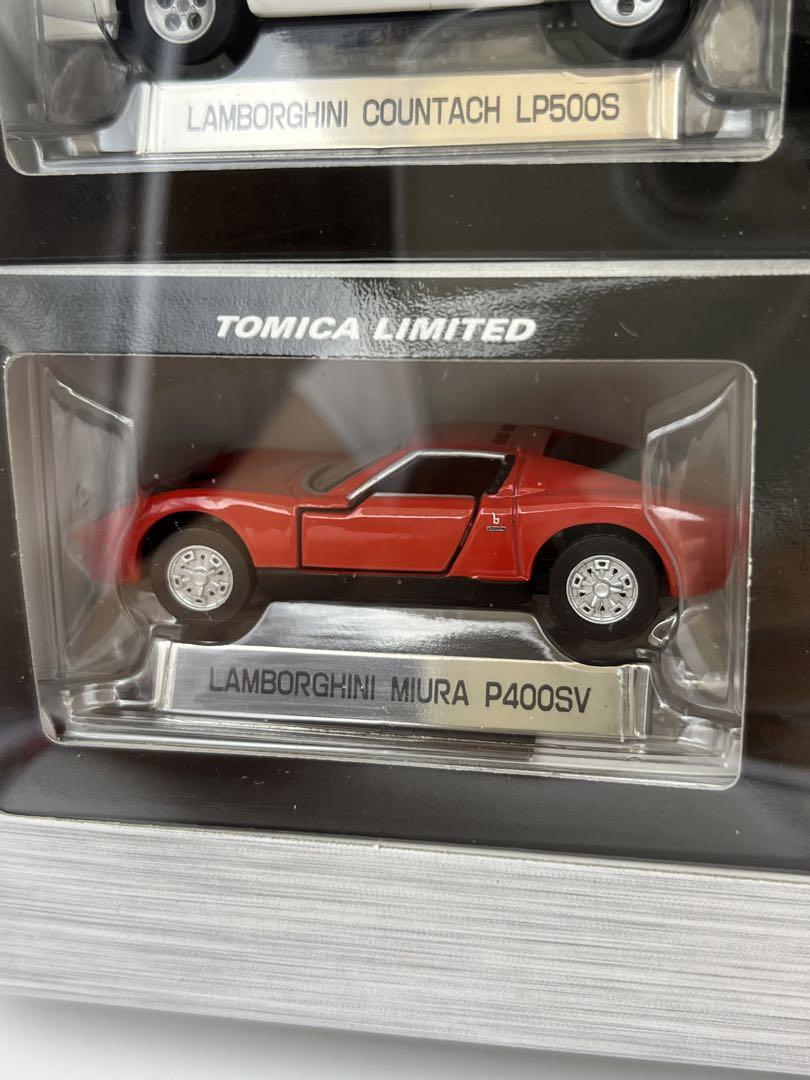 LAMBORGHINI COUNTACH LP500S
TOMICA LIMITED
LAMBORGHINI MIURA P400SV